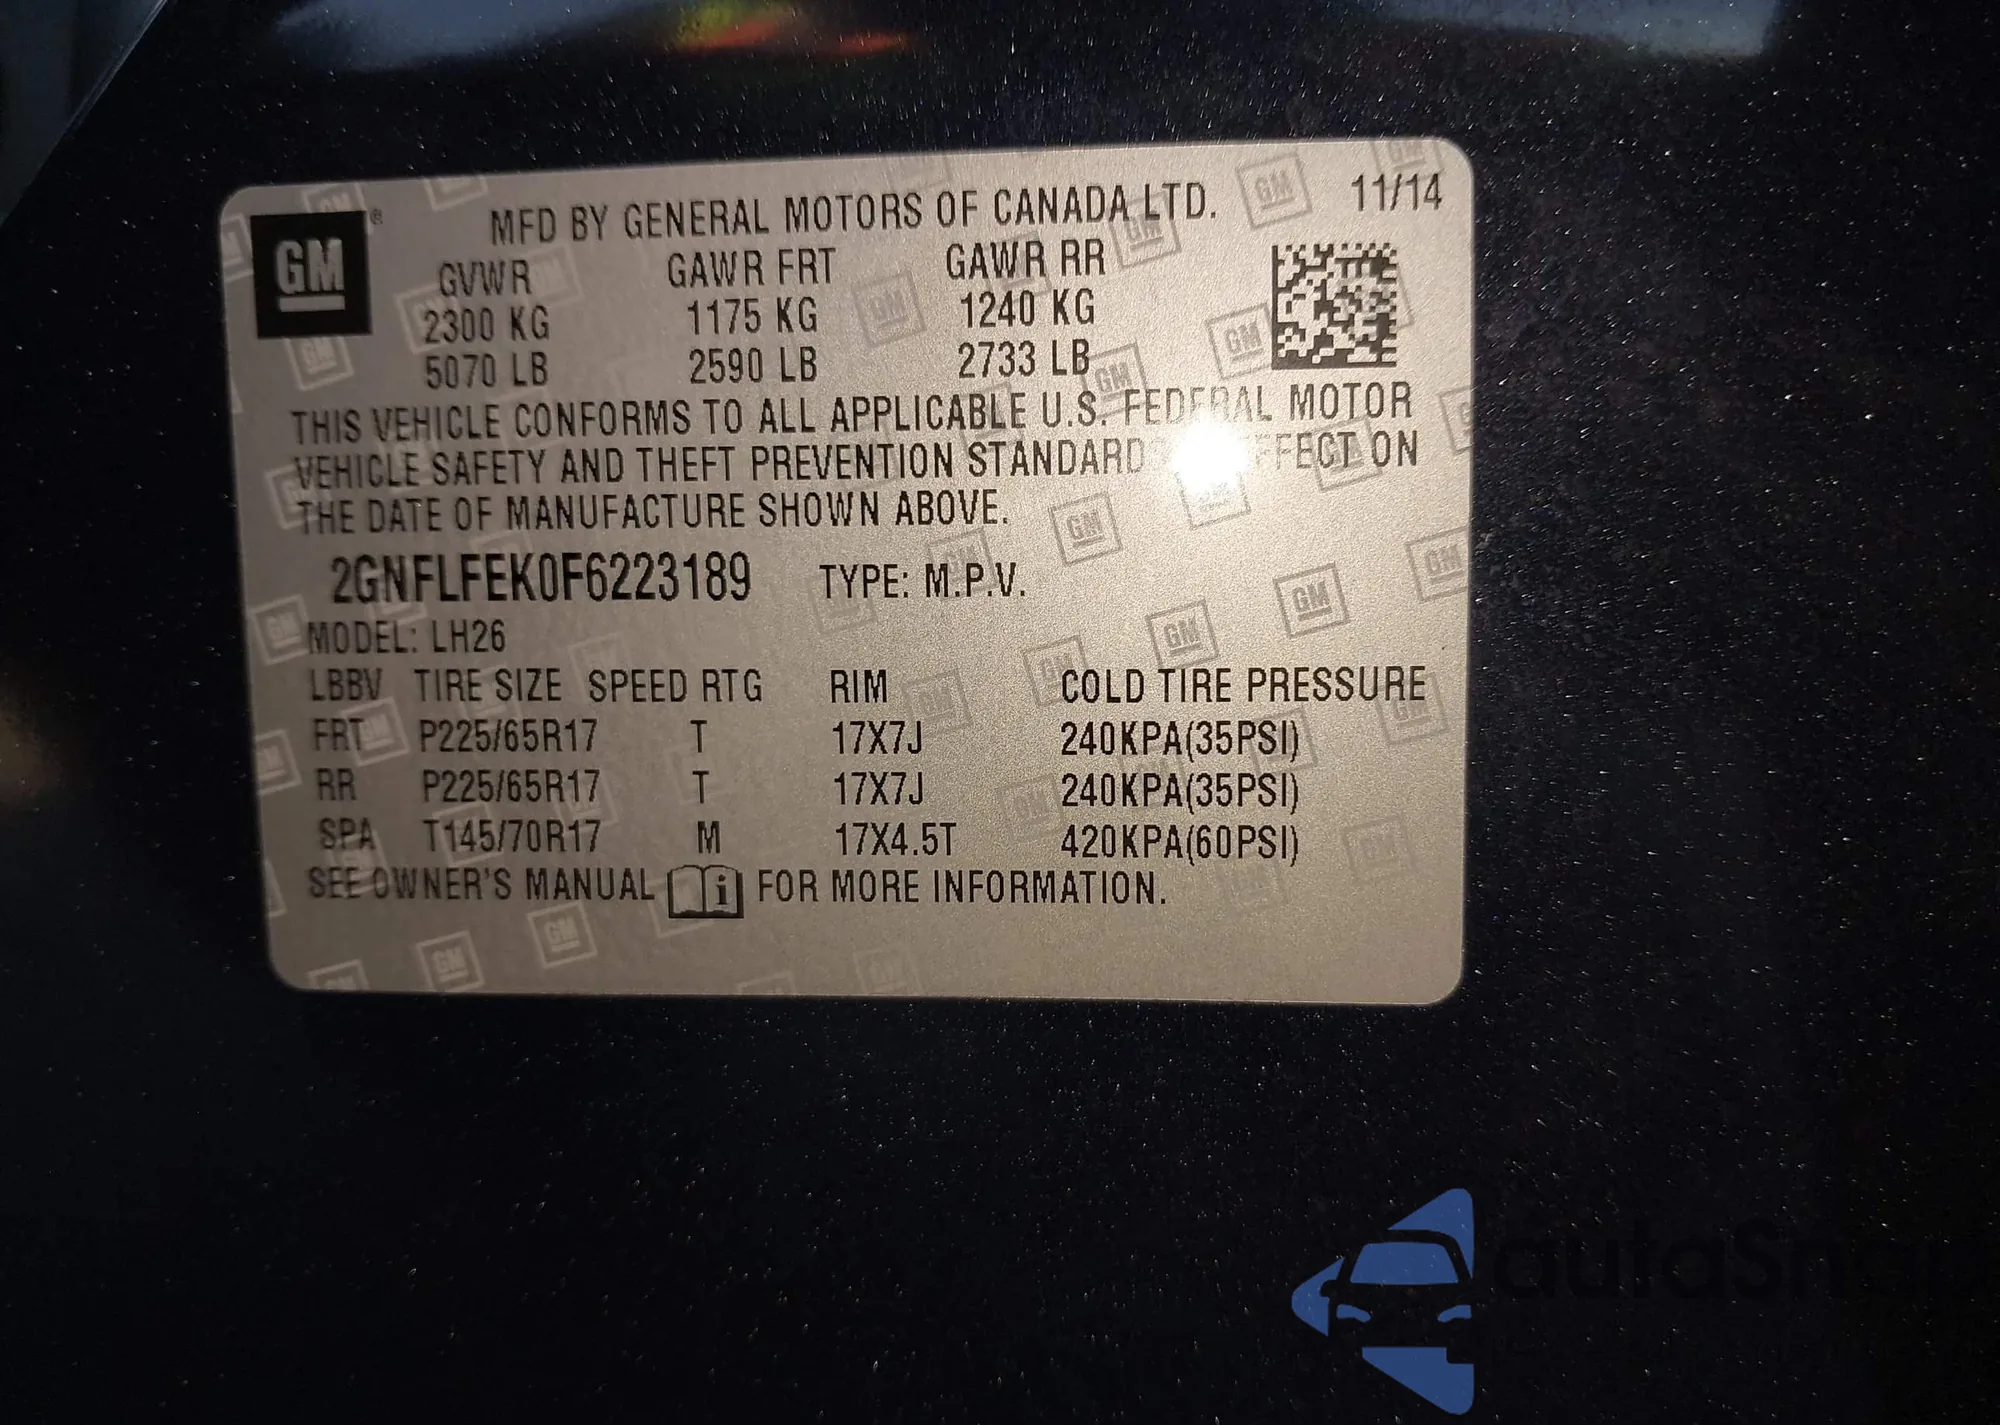 GM ® MFD BY GENERAL MOTORS OF CANADA LTD. 11/14
GVWR GAWR FRT GAWR RR
2300 KG 1175 KG 1240 KG
5070 LB 2590 LB 2733 LB
THIS VEHICLE CONFORMS TO ALL APPLICABLE U.S. FEDERAL MOTOR
VEHICLE SAFETY AND THEFT PREVENTION STANDARD EFFECT ON
THE DATE OF MANUFACTURE SHOWN ABOVE.
2GNFLFEK0F6223189 TYPE: M.P.V.
MODEL: LH26
LBBV TIRE SIZE SPEED RTG RIM COLD TIRE PRESSURE
FRT P225/65R17 T 17X7J 240KPA(35PSI)
RR P225/65R17 T 17X7J 240KPA(35PSI)
SPA T145/70R17 M 17X4.5T 420KPA(60PSI)
SEE OWNER'S MANUAL i FOR MORE INFORMATION.